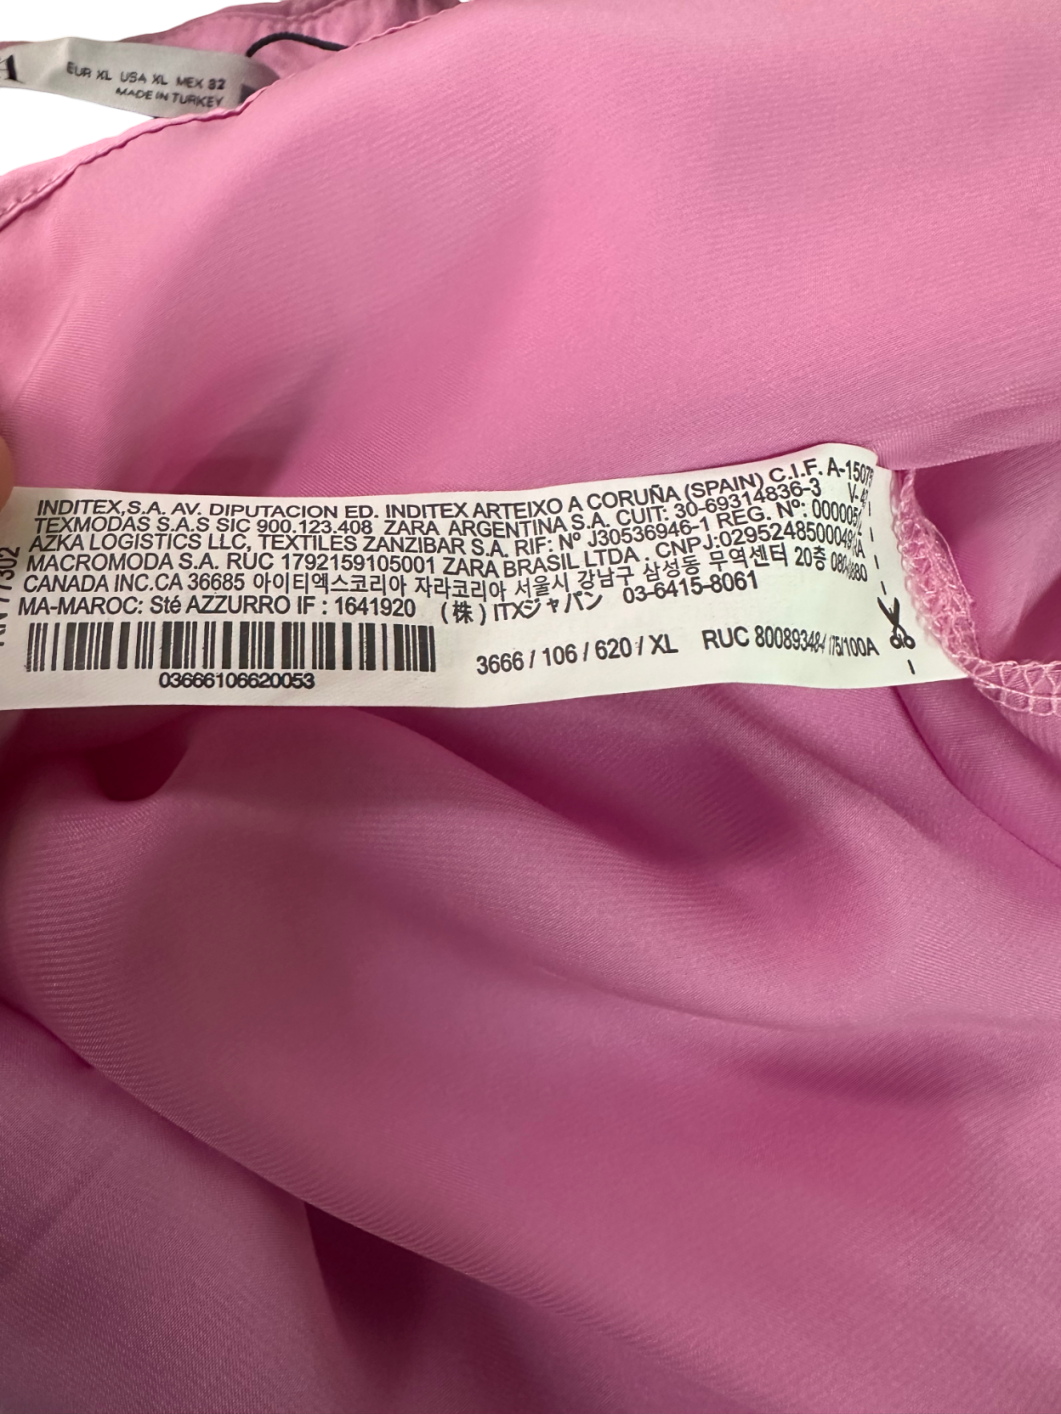 EUR XL USA XL MEX 32
MADE IN TURKEY
INDITEX,S.A. AV. DIPUTACION ED. INDITEX ARTEIXO A CORUÑA (SPAIN) C.I.F. A-15075
TEXMODAS S.A.S SIC 900.123.408 ZARA ARGENTINA S.A. CUIT: 30-69314836-3
AZKA LOGISTICS LLC, TEXTILES ZANZIBAR S.A. RIF: Nº J30536946-1 REG. Nº:
MACROMODA S.A. RUC 1792159105001 ZARA BRASIL LTDA . CNPJ:
CANADA INC.CA 36685 아이티엑스코리아 자라코리아 서울시 강남구 삼성동 무역센터 20층
MA-MAROC: Sté AZZURRO IF : 1641920 (株) ITXジャパン 03-6415-8061
03666106620053
3666 / 106 / 620 / XL RUC